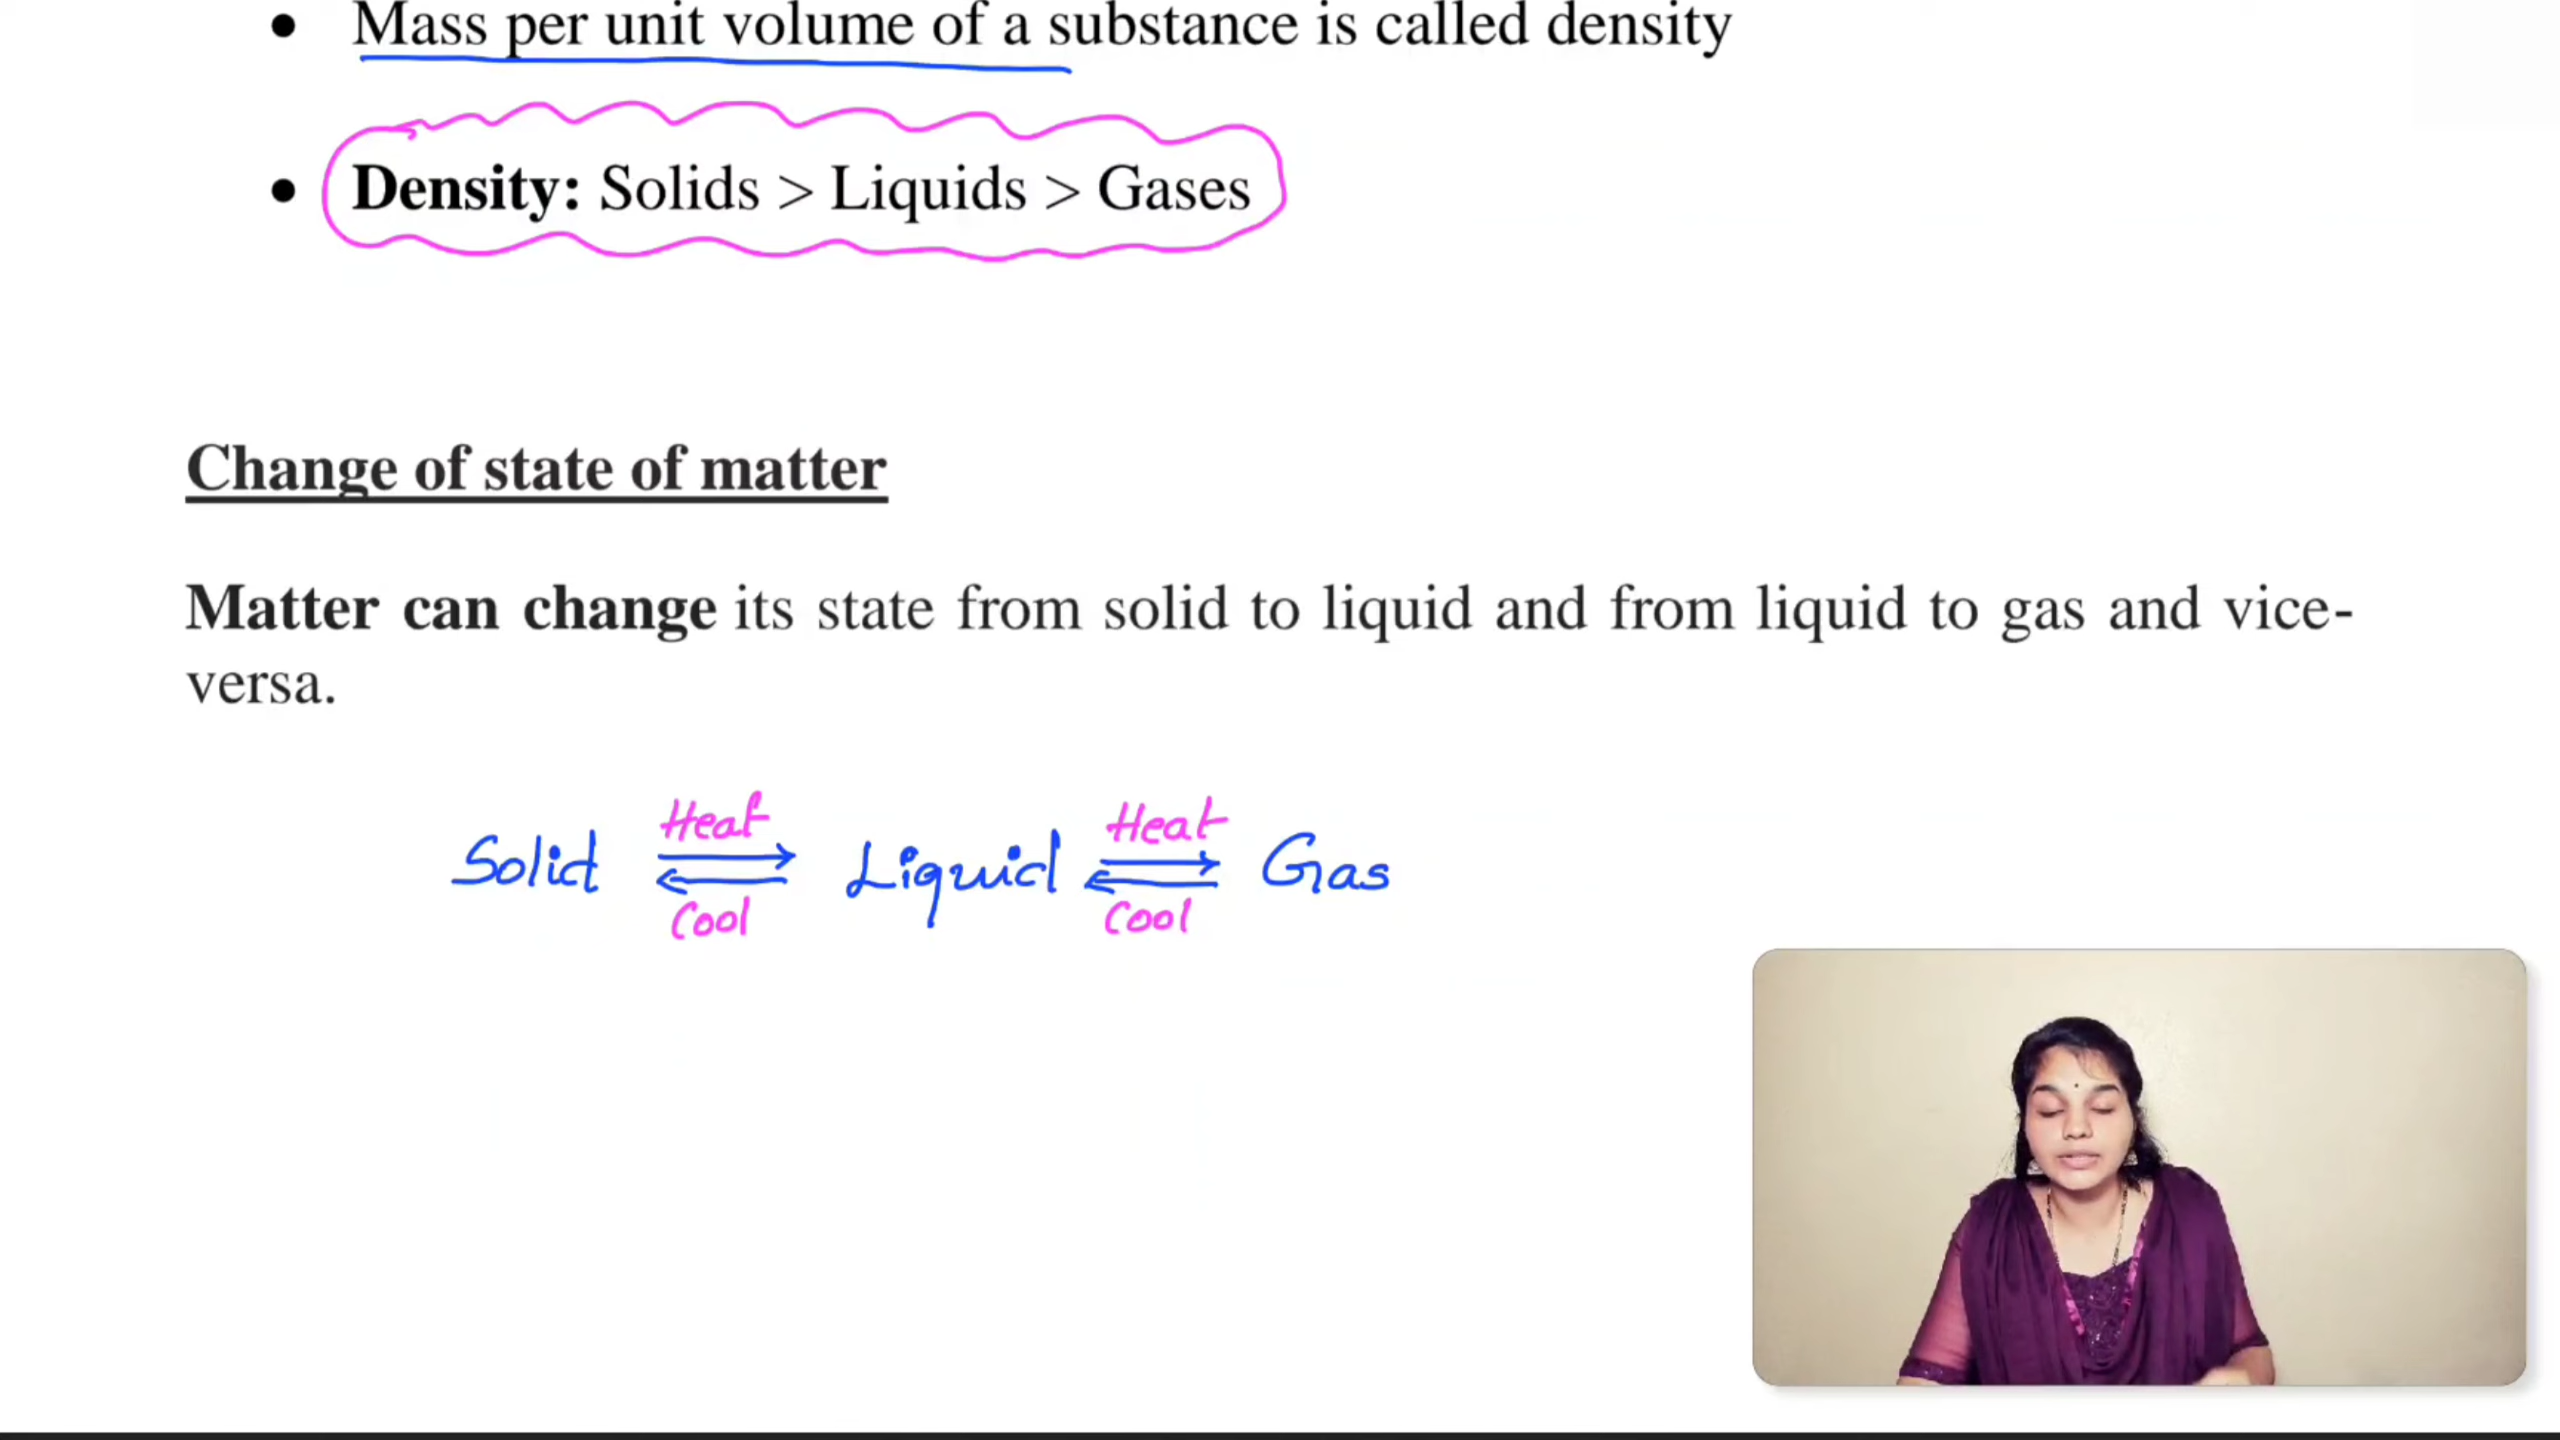 • Mass per unit volume of a substance is called density
• Density: Solids > Liquids > Gases
Change of state of matter
Matter can change its state from solid to liquid and from liquid to gas and vice-
versa.
Heat Heat
Solid ⇄ Liquid ⇄ Gas
Cool Cool